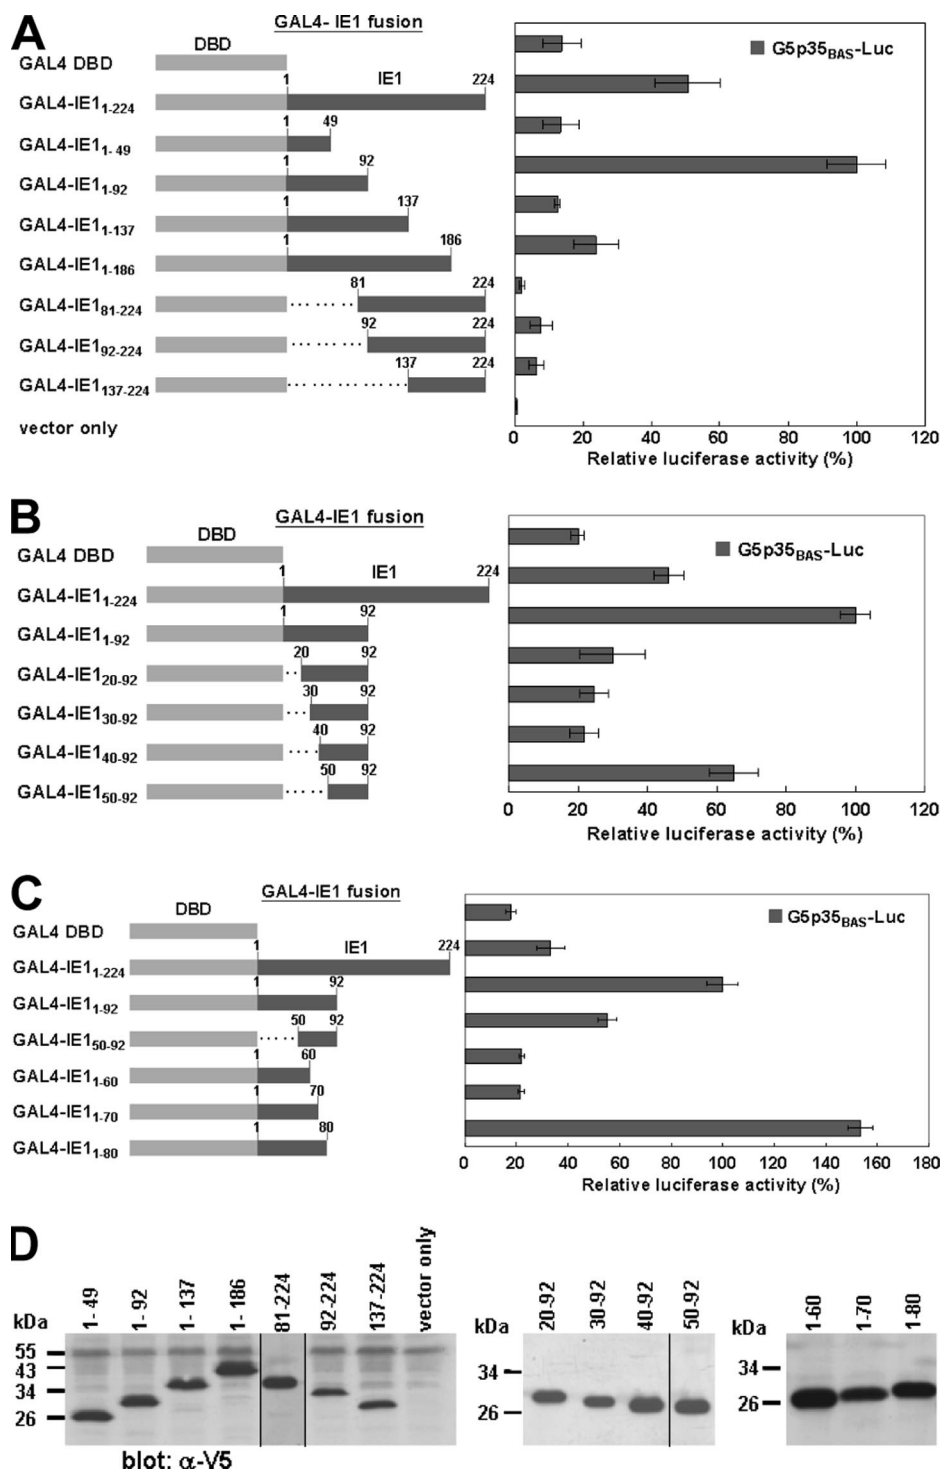 A
GAL4- IE1 fusion
DBD
GAL4 DBD
G5p35BAS-Luc
1 IE1 224
GAL4-IE11-224
1 49
GAL4-IE11- 49
1 92
GAL4-IE11-92
1 137
GAL4-IE11-137
1 186
GAL4-IE11-186
81 224
GAL4-IE181-224
92 224
GAL4-IE192-224
137 224
GAL4-IE1137-224
vector only
0 20 40 60 80 100 120
Relative luciferase activity (%)
B
GAL4-IE1 fusion
DBD
GAL4 DBD
G5p35BAS-Luc
1 IE1 224
GAL4-IE11-224
1 92
GAL4-IE11-92
20 92
GAL4-IE120-92
30 92
GAL4-IE130-92
40 92
GAL4-IE140-92
50 92
GAL4-IE150-92
0 20 40 60 80 100 120
Relative luciferase activity (%)
C
GAL4-IE1 fusion
DBD
GAL4 DBD
G5p35BAS-Luc
1 IE1 224
GAL4-IE11-224
1 92
GAL4-IE11-92
50 92
GAL4-IE150-92
1 60
GAL4-IE11-60
1 70
GAL4-IE11-70
1 80
GAL4-IE11-80
0 20 40 60 80 100 120 140 160 180
Relative luciferase activity (%)
D
kDa 1- 49 1- 92 1- 137 1- 186 81-224 92-224 137-224 vector only
55
43
34
26
blot: α-V5
kDa 20-92 30-92 40-92 50-92
34
26
kDa 1-60 1-70 1-80
34
26